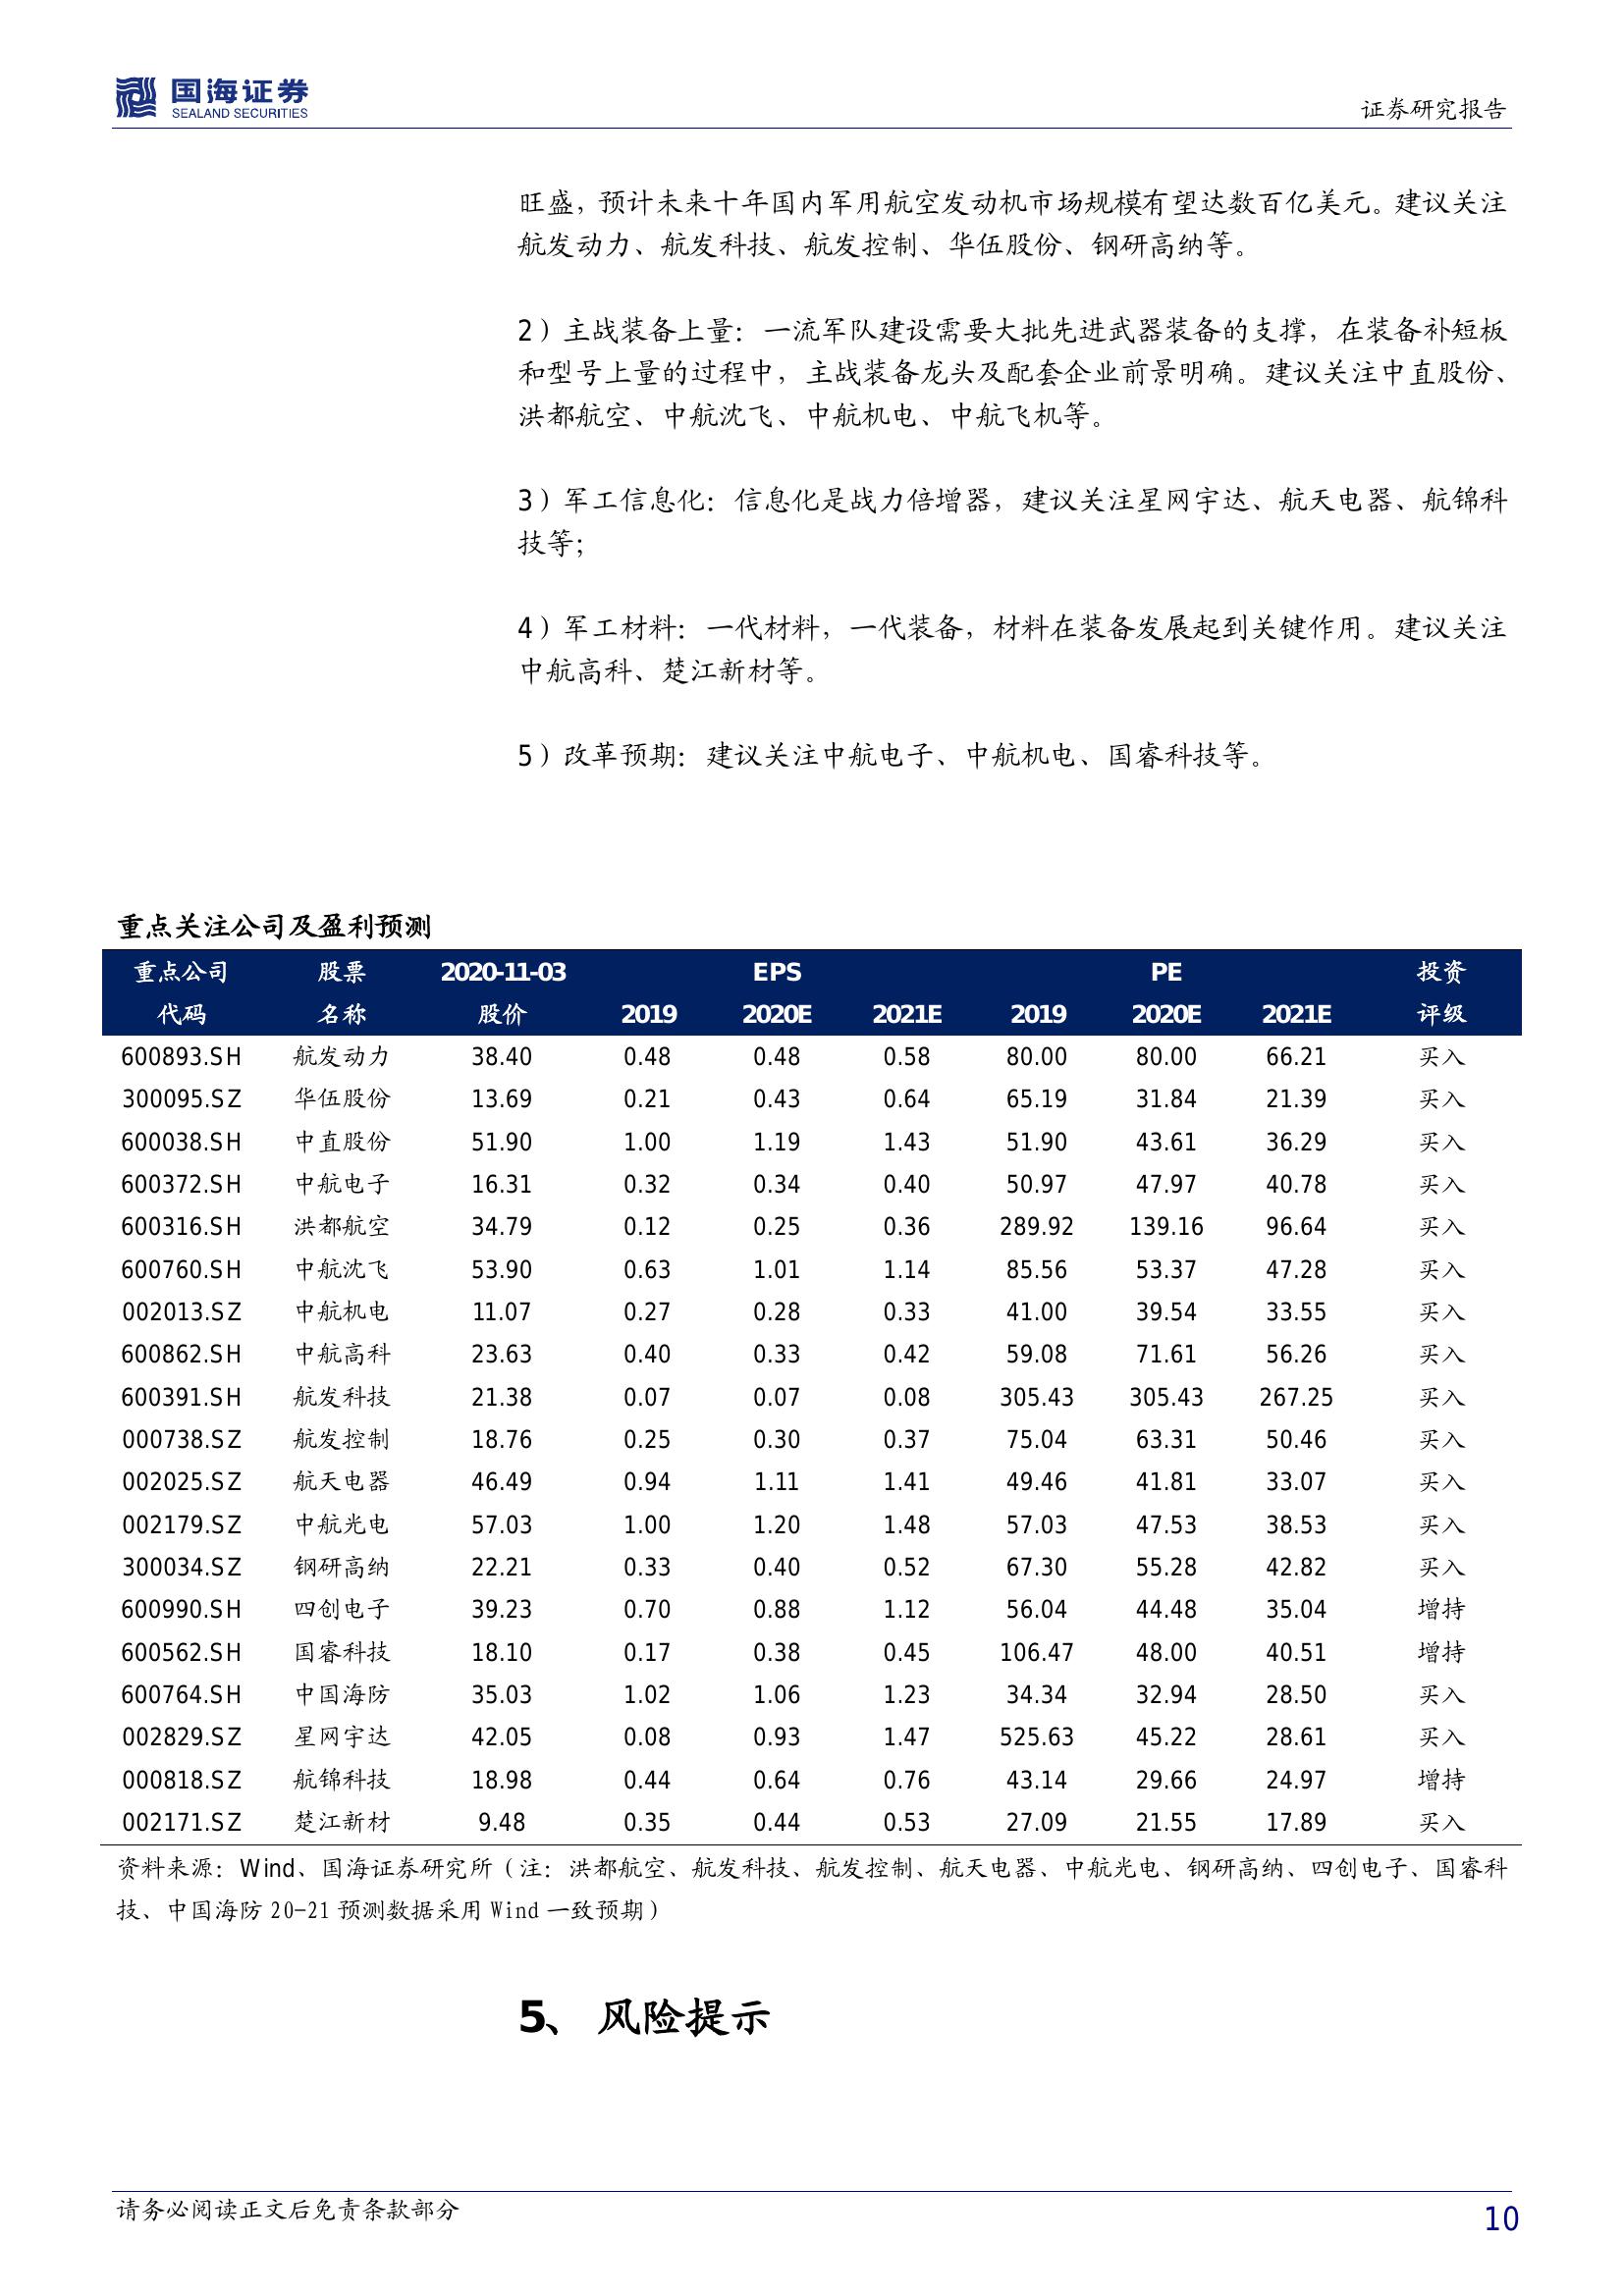 国海证券
SEALAND SECURITIES
证券研究报告
旺盛，预计未来十年国内军用航空发动机市场规模有望达数百亿美元。建议关注
航发动力、航发科技、航发控制、华伍股份、钢研高纳等。
2）主战装备上量：一流军队建设需要大批先进武器装备的支撑，在装备补短板
和型号上量的过程中，主战装备龙头及配套企业前景明确。建议关注中直股份、
洪都航空、中航沈飞、中航机电、中航飞机等。
3）军工信息化：信息化是战力倍增器，建议关注星网宇达、航天电器、航锦科
技等；
4）军工材料：一代材料，一代装备，材料在装备发展起到关键作用。建议关注
中航高科、楚江新材等。
5）改革预期：建议关注中航电子、中航机电、国睿科技等。
重点关注公司及盈利预测
重点公司 股票 2020-11-03 EPS PE 投资
代码 名称 股价 2019 2020E 2021E 2019 2020E 2021E 评级
600893.SH 航发动力 38.40 0.48 0.48 0.58 80.00 80.00 66.21 买入
300095.SZ 华伍股份 13.69 0.21 0.43 0.64 65.19 31.84 21.39 买入
600038.SH 中直股份 51.90 1.00 1.19 1.43 51.90 43.61 36.29 买入
600372.SH 中航电子 16.31 0.32 0.34 0.40 50.97 47.97 40.78 买入
600316.SH 洪都航空 34.79 0.12 0.25 0.36 289.92 139.16 96.64 买入
600760.SH 中航沈飞 53.90 0.63 1.01 1.14 85.56 53.37 47.28 买入
002013.SZ 中航机电 11.07 0.27 0.28 0.33 41.00 39.54 33.55 买入
600862.SH 中航高科 23.63 0.40 0.33 0.42 59.08 71.61 56.26 买入
600391.SH 航发科技 21.38 0.07 0.07 0.08 305.43 305.43 267.25 买入
000738.SZ 航发控制 18.76 0.25 0.30 0.37 75.04 63.31 50.46 买入
002025.SZ 航天电器 46.49 0.94 1.11 1.41 49.46 41.81 33.07 买入
002179.SZ 中航光电 57.03 1.00 1.20 1.48 57.03 47.53 38.53 买入
300034.SZ 钢研高纳 22.21 0.33 0.40 0.52 67.30 55.28 42.82 买入
600990.SH 四创电子 39.23 0.70 0.88 1.12 56.04 44.48 35.04 增持
600562.SH 国睿科技 18.10 0.17 0.38 0.45 106.47 48.00 40.51 增持
600764.SH 中国海防 35.03 1.02 1.06 1.23 34.34 32.94 28.50 买入
002829.SZ 星网宇达 42.05 0.08 0.93 1.47 525.63 45.22 28.61 买入
000818.SZ 航锦科技 18.98 0.44 0.64 0.76 43.14 29.66 24.97 增持
002171.SZ 楚江新材 9.48 0.35 0.44 0.53 27.09 21.55 17.89 买入
资料来源：Wind、国海证券研究所（注：洪都航空、航发科技、航发控制、航天电器、中航光电、钢研高纳、四创电子、国睿科
技、中国海防 20-21 预测数据采用 Wind 一致预期）
5、 风险提示
请务必阅读正文后免责条款部分
10